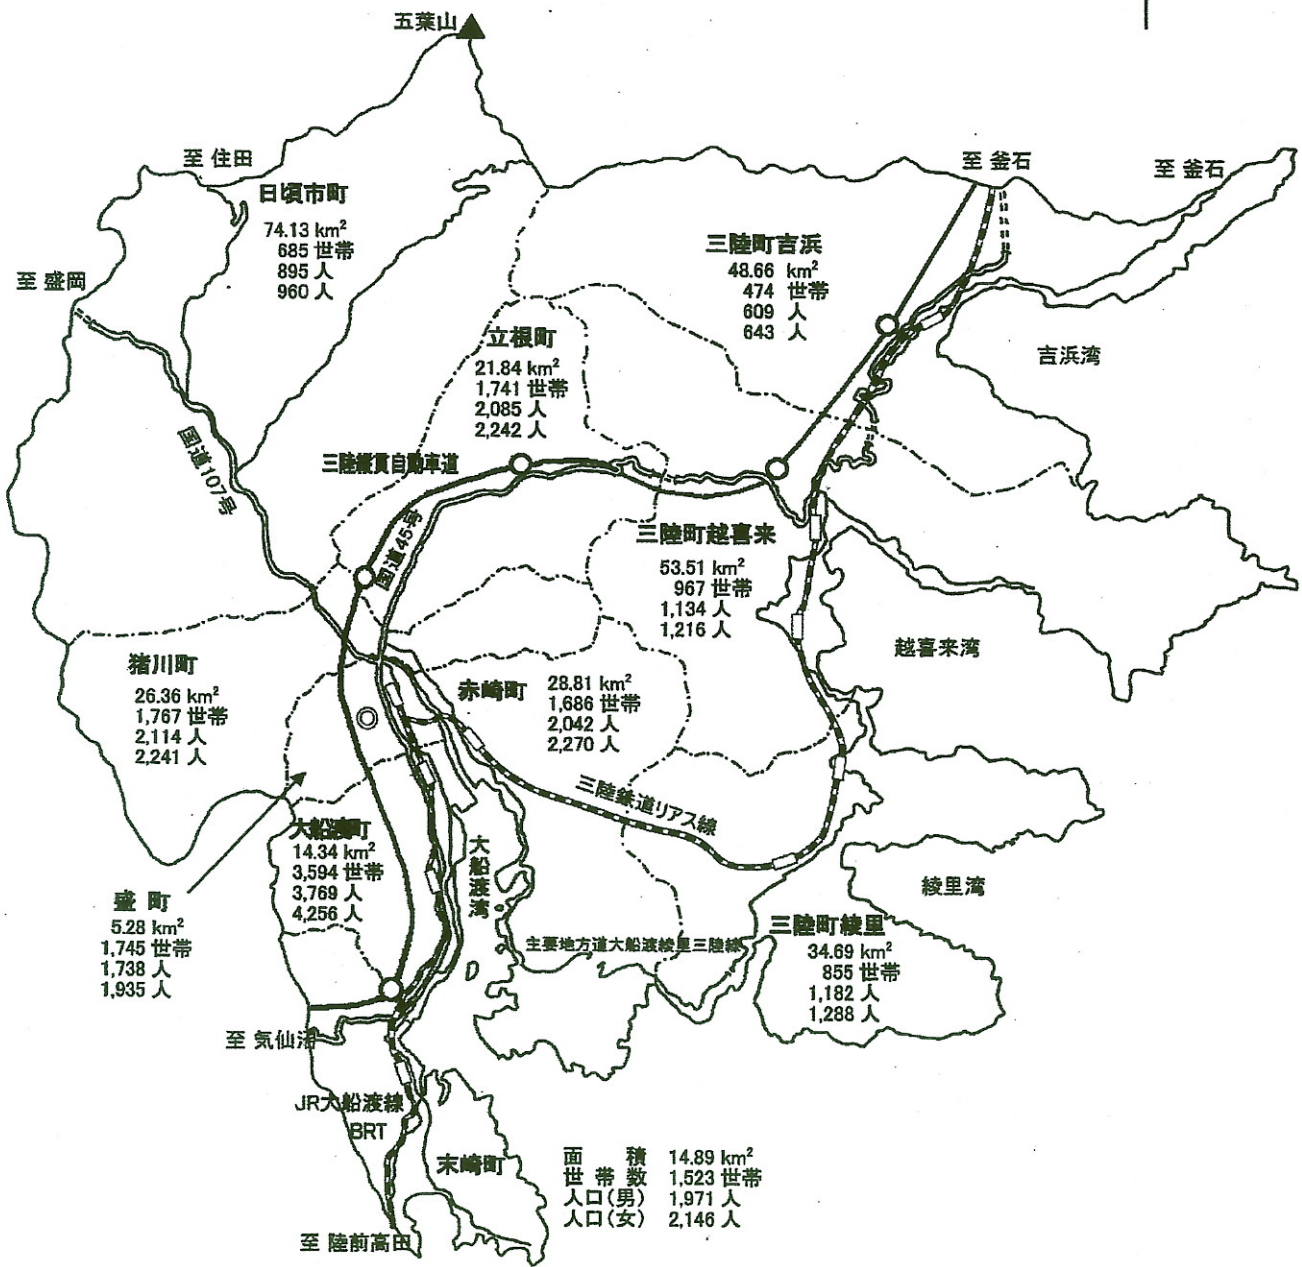 五葉山
至 住田
日頃市町
74.13 km²
685 世帯
895 人
960 人
至 盛岡
至 釜石
至 釜石
三陸町吉浜
48.66 km²
474 世帯
609 人
643 人
吉浜湾
立根町
21.84 km²
1,741 世帯
2,085 人
2,242 人
国道107号
三陸縦貫自動車道
国道45号
三陸町越喜来
53.51 km²
967 世帯
1,134 人
1,216 人
越喜来湾
猪川町
26.36 km²
1,767 世帯
2,114 人
2,241 人
赤崎町
28.81 km²
1,686 世帯
2,042 人
2,270 人
三陸鉄道リアス線
大船渡町
14.34 km²
3,594 世帯
3,769 人
4,256 人
大船渡湾
盛 町
5.28 km²
1,745 世帯
1,738 人
1,935 人
綾里湾
主要地方道大船渡綾里三陸線
三陸町綾里
34.69 km²
855 世帯
1,182 人
1,288 人
至 気仙沼
JR大船渡線
BRT
末崎町
面　積 14.89 km²
世 帯 数 1,523 世帯
人口(男) 1,971 人
人口(女) 2,146 人
至 陸前高田